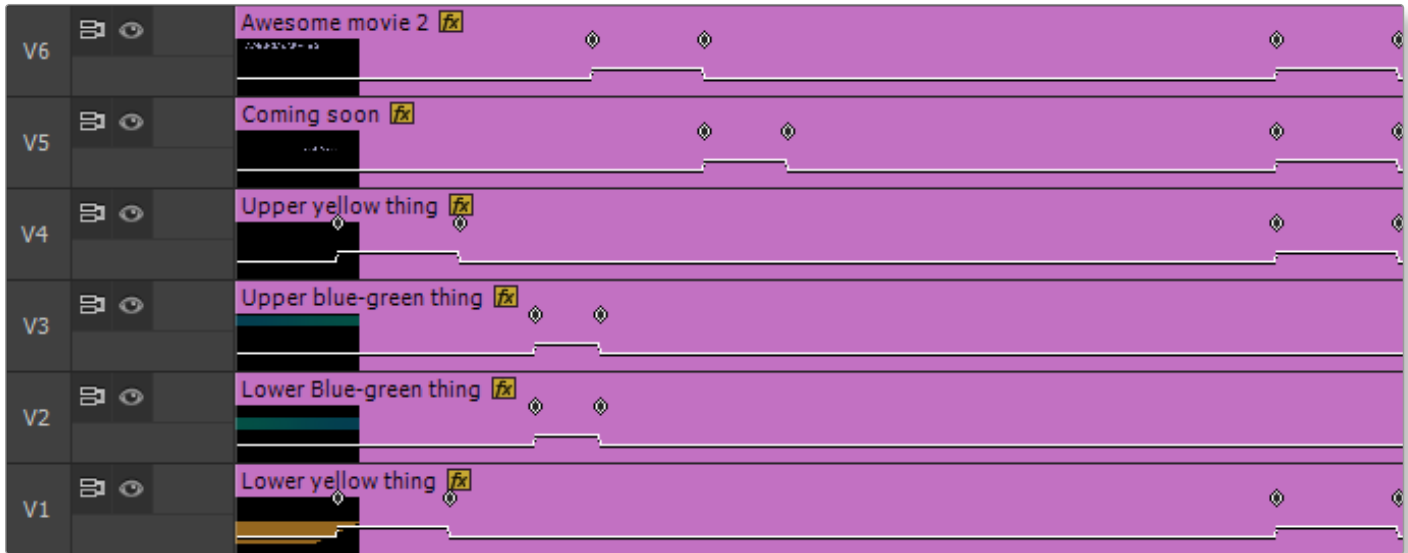 V6 Awesome movie 2 fx
V5 Coming soon fx
V4 Upper yellow thing fx
V3 Upper blue-green thing fx
V2 Lower Blue-green thing fx
V1 Lower yellow thing fx